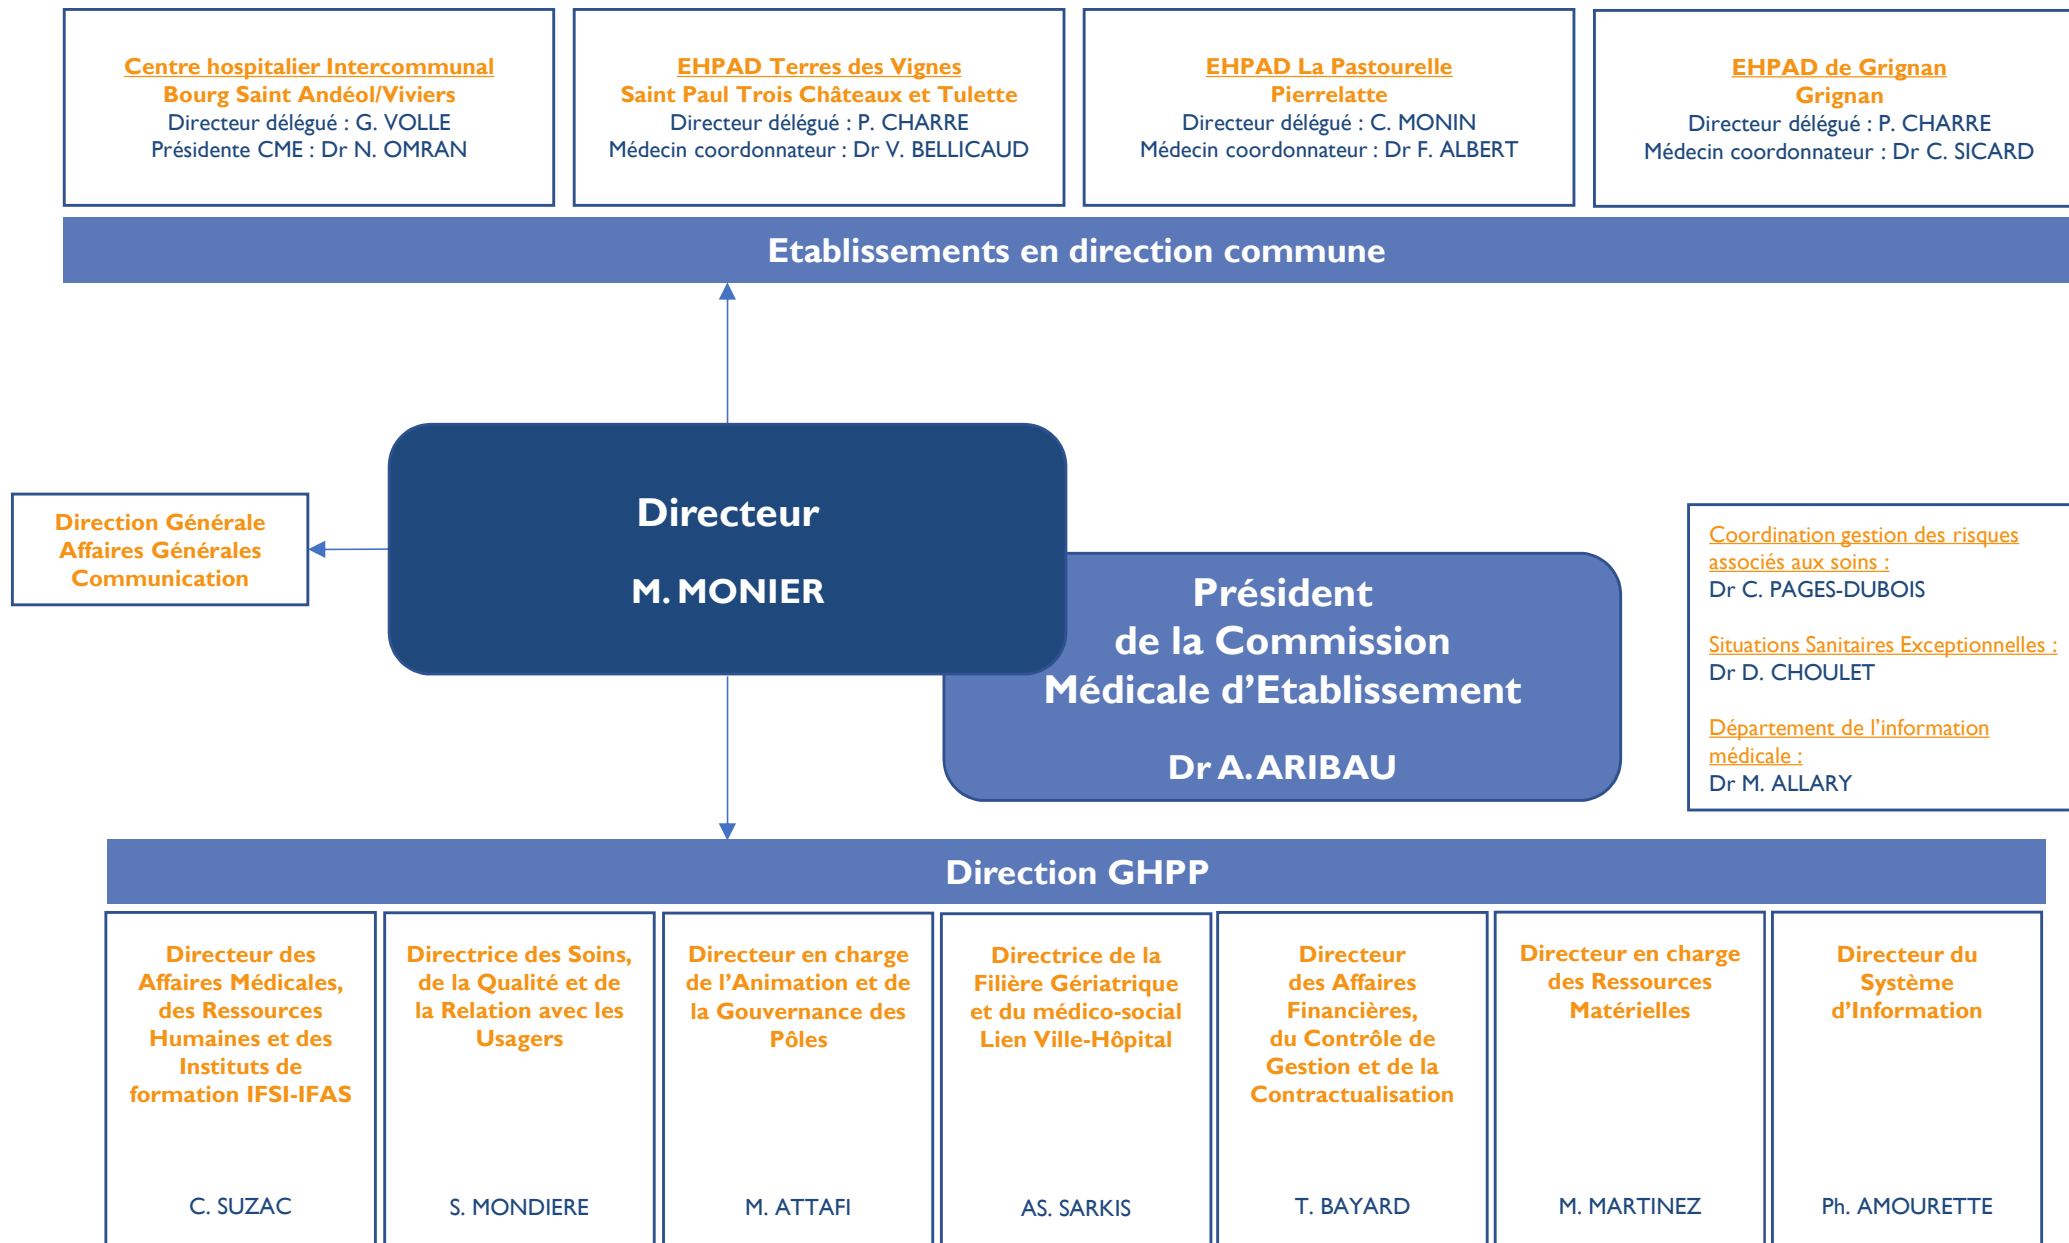 Centre hospitalier Intercommunal
Bourg Saint Andéol/Viviers
Directeur délégué : G. VOLLE
Présidente CME : Dr N. OMRAN
EHPAD Terres des Vignes
Saint Paul Trois Châteaux et Tulette
Directeur délégué : P. CHARRE
Médecin coordonnateur : Dr V. BELLICAUD
EHPAD La Pastourelle
Pierrelatte
Directeur délégué : C. MONIN
Médecin coordonnateur : Dr F. ALBERT
EHPAD de Grignan
Grignan
Directeur délégué : P. CHARRE
Médecin coordonnateur : Dr C. SICARD
Etablissements en direction commune
Direction Générale
Affaires Générales
Communication
Directeur
M. MONIER
Président
de la Commission
Médicale d’Etablissement
Dr A. ARIBAU
Coordination gestion des risques
associés aux soins :
Dr C. PAGES-DUBOIS
Situations Sanitaires Exceptionnelles :
Dr D. CHOULET
Département de l’information
médicale :
Dr M. ALLARY
Direction GHPP
Directeur des
Affaires Médicales,
des Ressources
Humaines et des
Instituts de
formation IFSI-IFAS
C. SUZAC
Directrice des Soins,
de la Qualité et de
la Relation avec les
Usagers
S. MONDIERE
Directeur en charge
de l’Animation et de
la Gouvernance des
Pôles
M. ATTAFI
Directrice de la
Filière Gériatrique
et du médico-social
Lien Ville-Hôpital
AS. SARKIS
Directeur
des Affaires
Financières,
du Contrôle de
Gestion et de la
Contractualisation
T. BAYARD
Directeur en charge
des Ressources
Matérielles
M. MARTINEZ
Directeur du
Système
d’Information
Ph. AMOURETTE